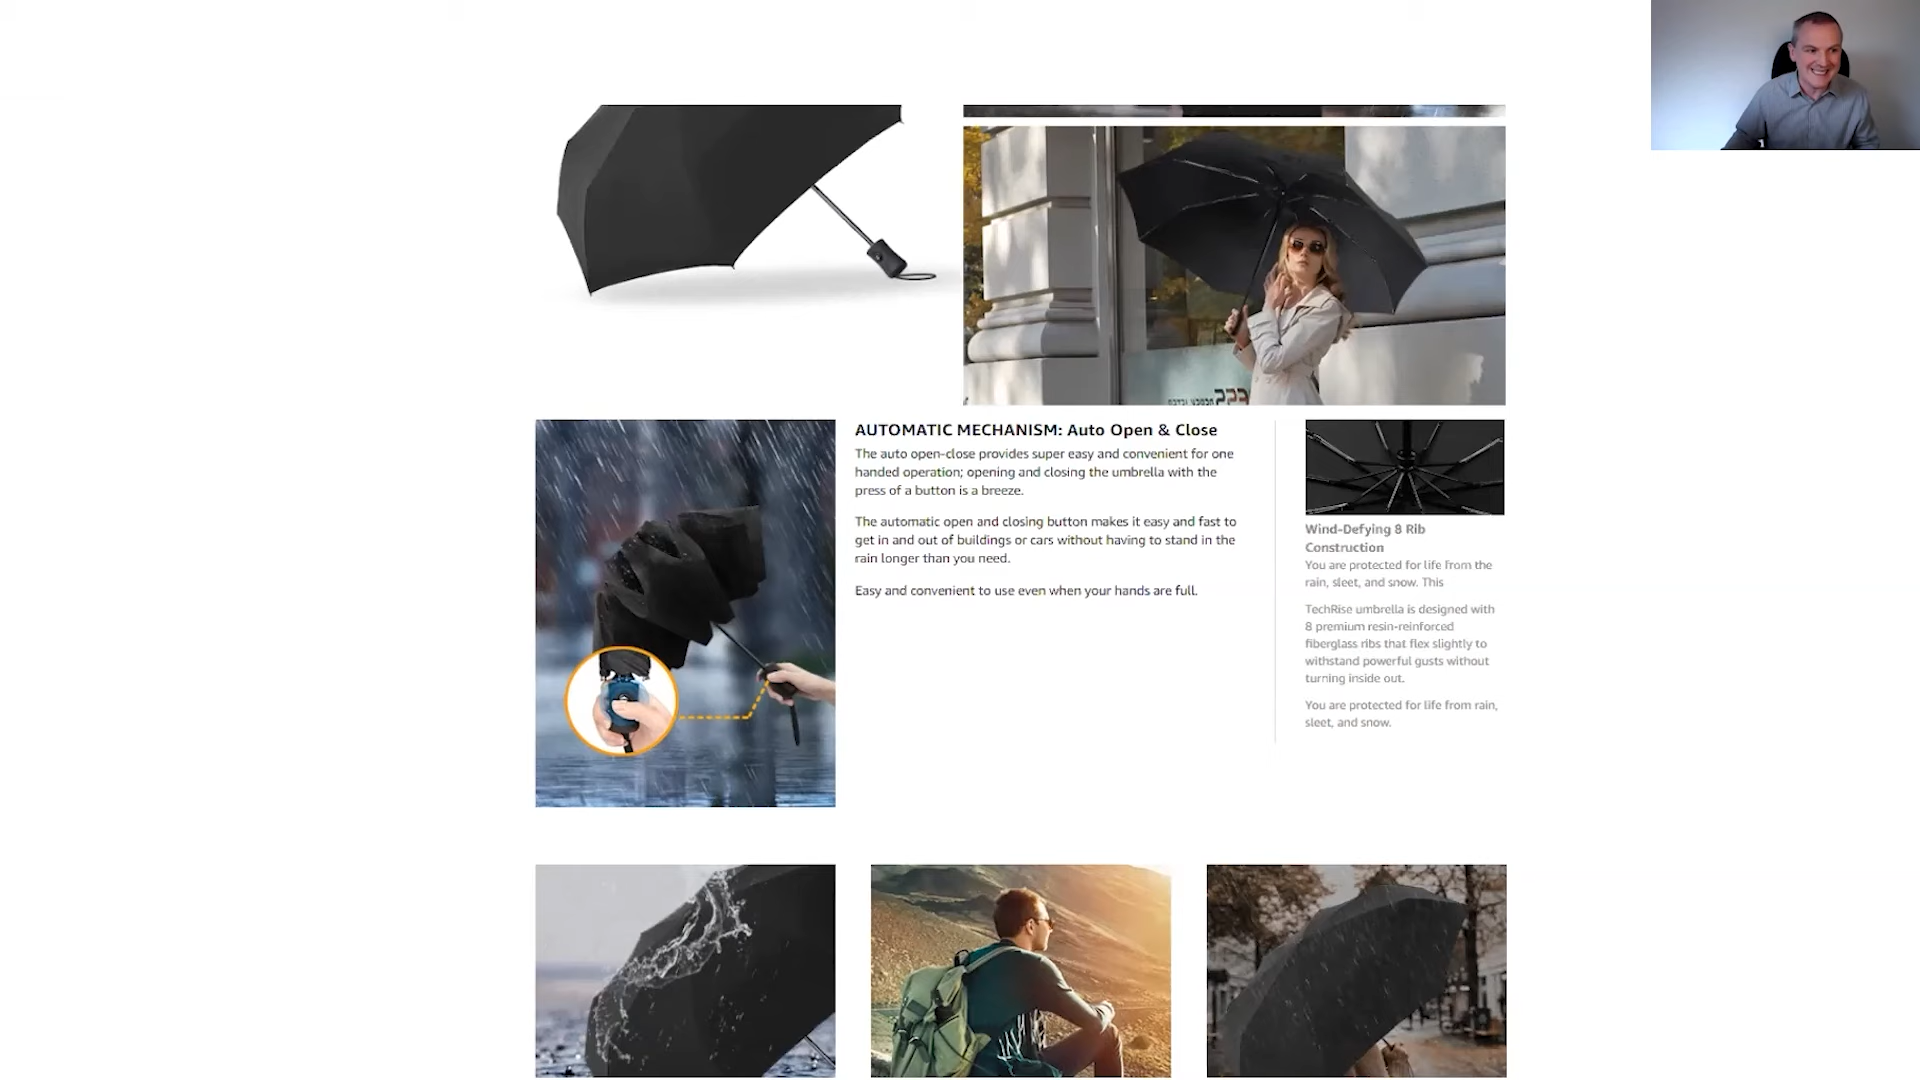 AUTOMATIC MECHANISM: Auto Open & Close
The auto open-close provides super easy and convenient for one
handed operation; opening and closing the umbrella with the
press of a button is a breeze.
The automatic open and closing button makes it easy and fast to
get in and out of buildings or cars without having to stand in the
rain longer than you need.
Easy and convenient to use even when your hands are full.
Wind-Defying 8 Rib
Construction
You are protected for life from the
rain, sleet, and snow. This
TechRise umbrella is designed with
8 premium resin-reinforced
fiberglass ribs that flex slightly to
withstand powerful gusts without
turning inside out.
You are protected for life from rain,
sleet, and snow.